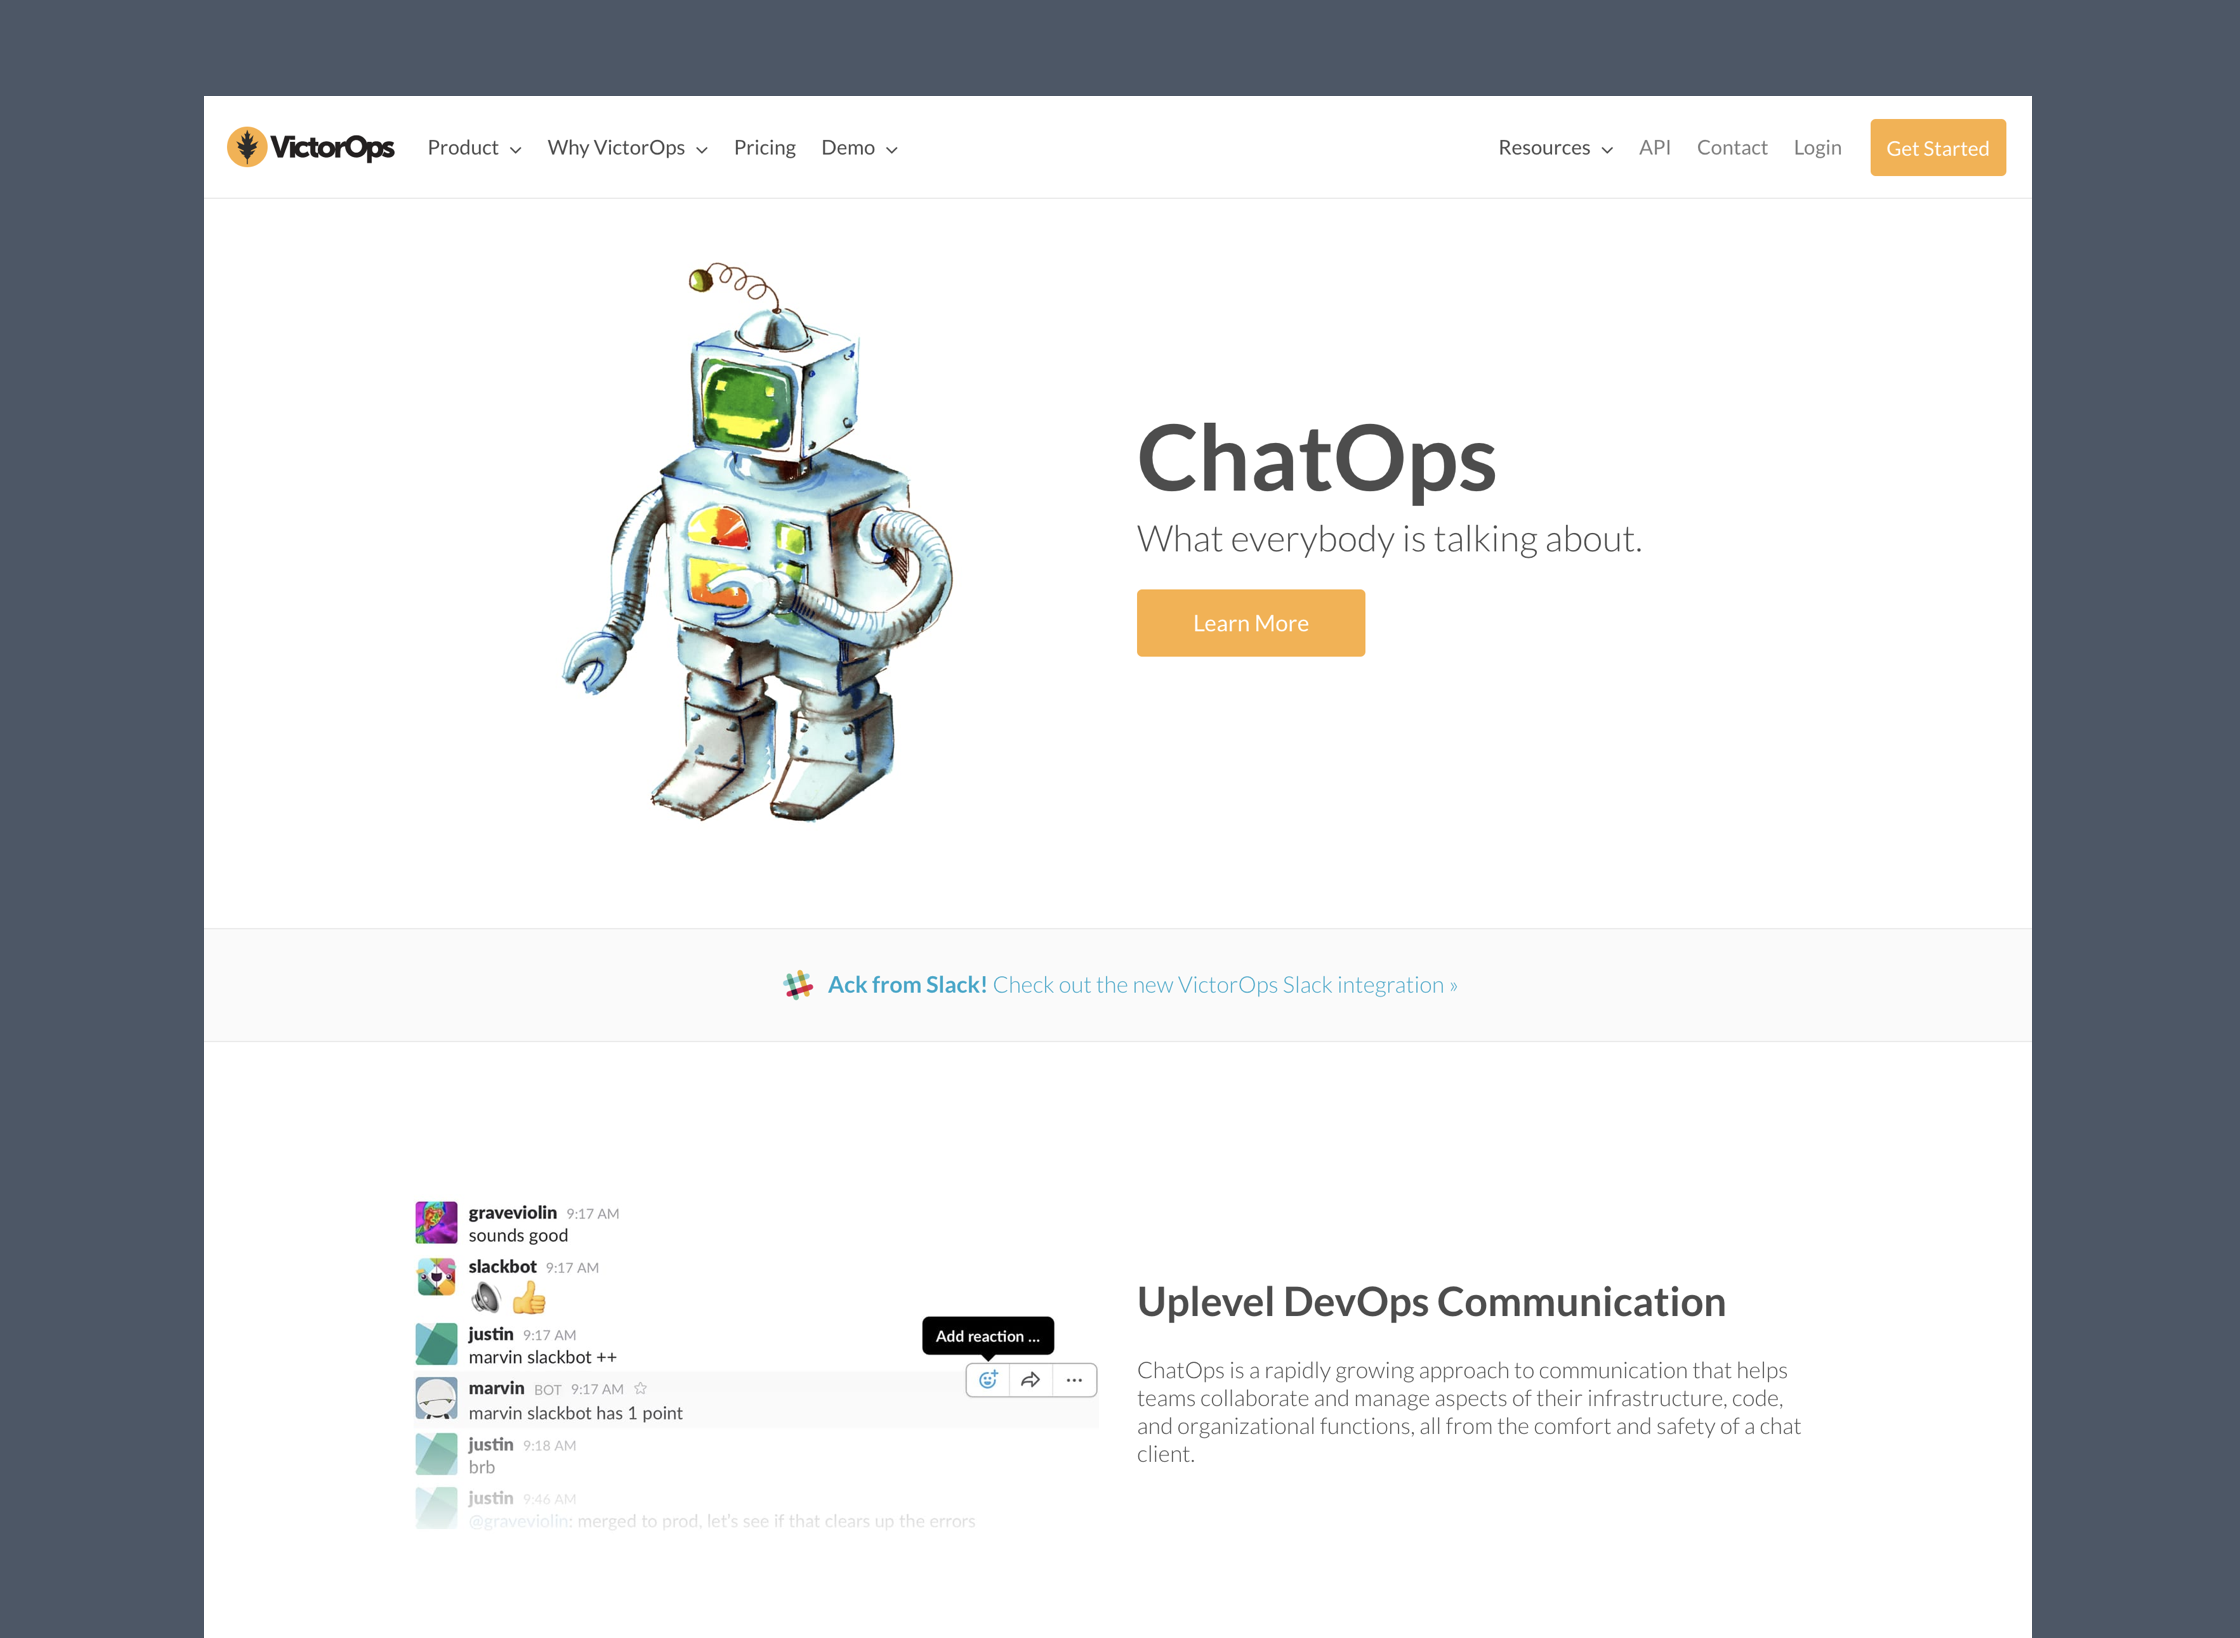 VictorOps Product Why VictorOps Pricing Demo Resources API Contact Login Get Started
ChatOps
What everybody is talking about.
Learn More
Ack from Slack! Check out the new VictorOps Slack integration »
graveviolin 9:17 AM
sounds good
slackbot 9:17 AM
justin 9:17 AM
marvin slackbot ++
Add reaction ...
marvin BOT 9:17 AM
marvin slackbot has 1 point
justin 9:18 AM
brb
justin 9:46 AM
@graveviolin: merged to prod, let's see if that clears up the errors
Uplevel DevOps Communication
ChatOps is a rapidly growing approach to communication that helps
teams collaborate and manage aspects of their infrastructure, code,
and organizational functions, all from the comfort and safety of a chat
client.